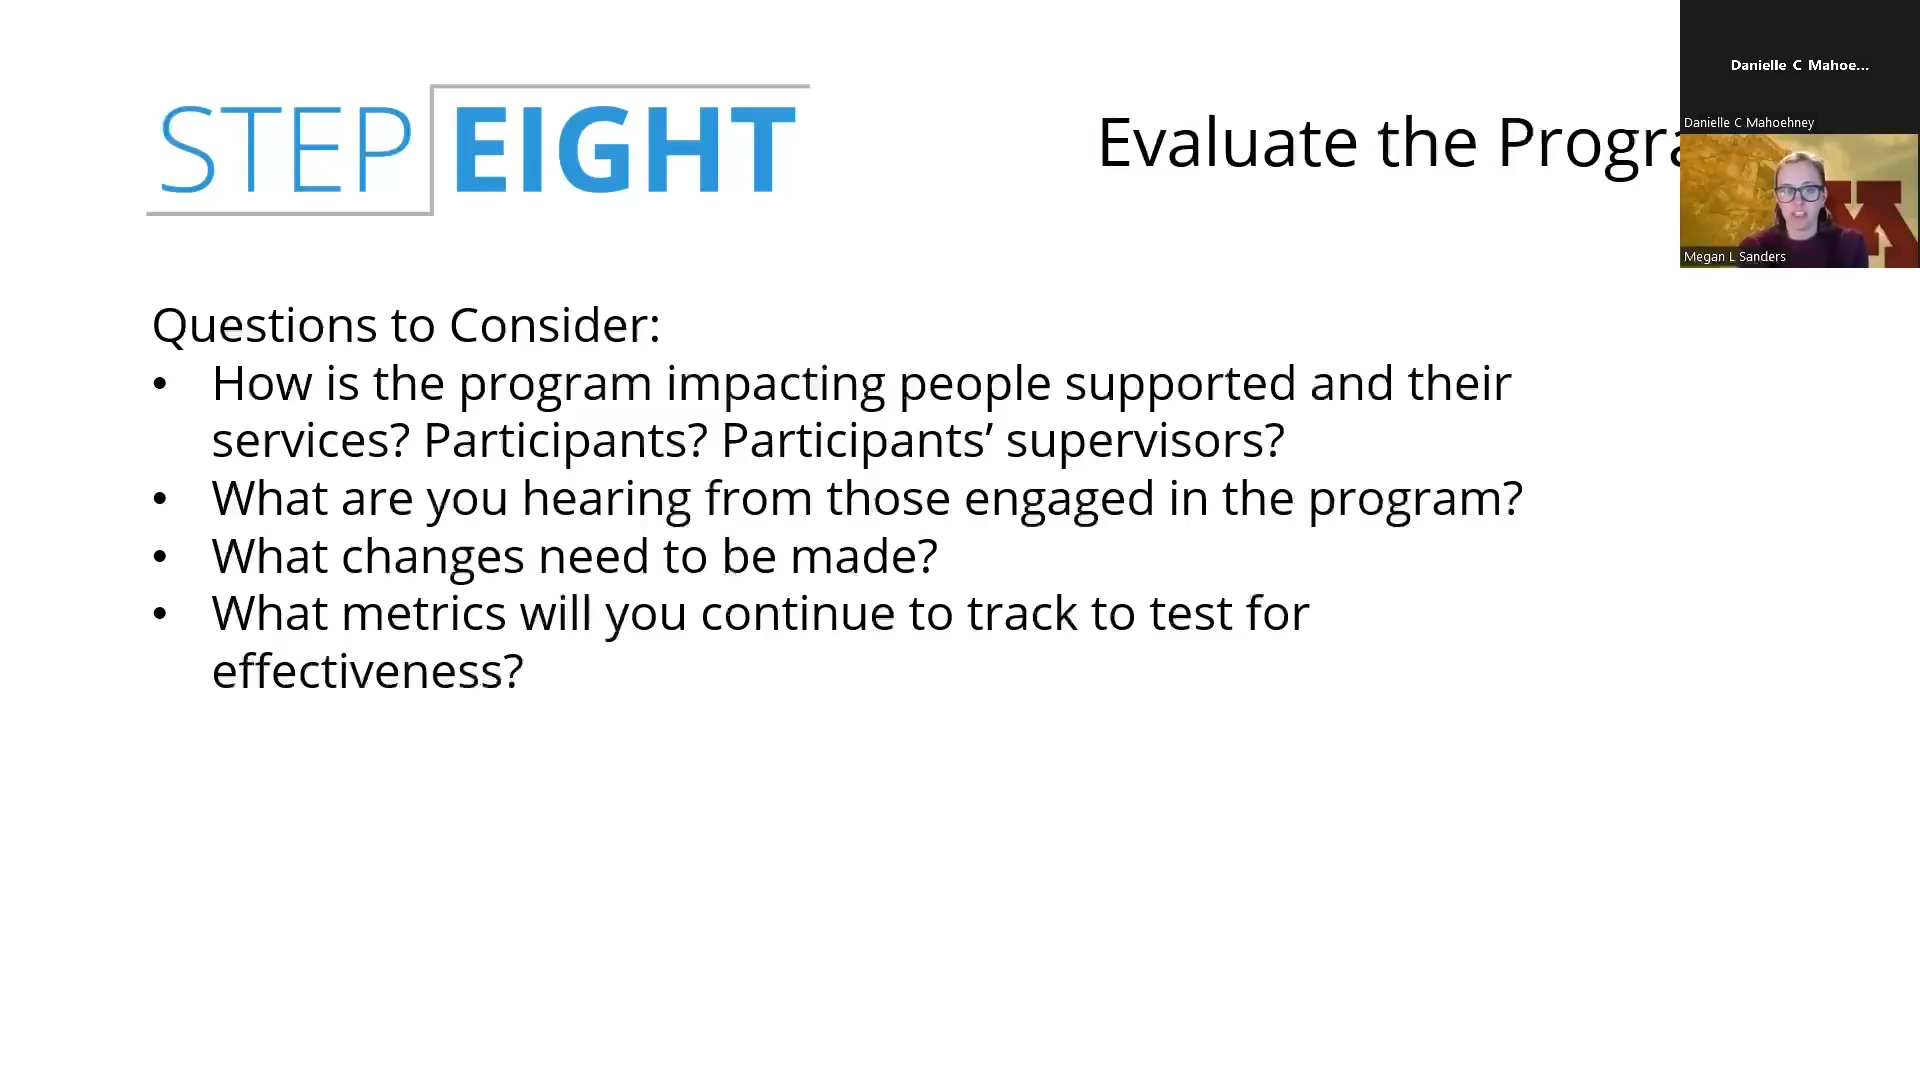 STEP EIGHT
Evaluate the Progra
Danielle C Mahoe...
Danielle C Mahoehney
Megan L Sanders
Questions to Consider:
• How is the program impacting people supported and their
services? Participants? Participants’ supervisors?
• What are you hearing from those engaged in the program?
• What changes need to be made?
• What metrics will you continue to track to test for
effectiveness?